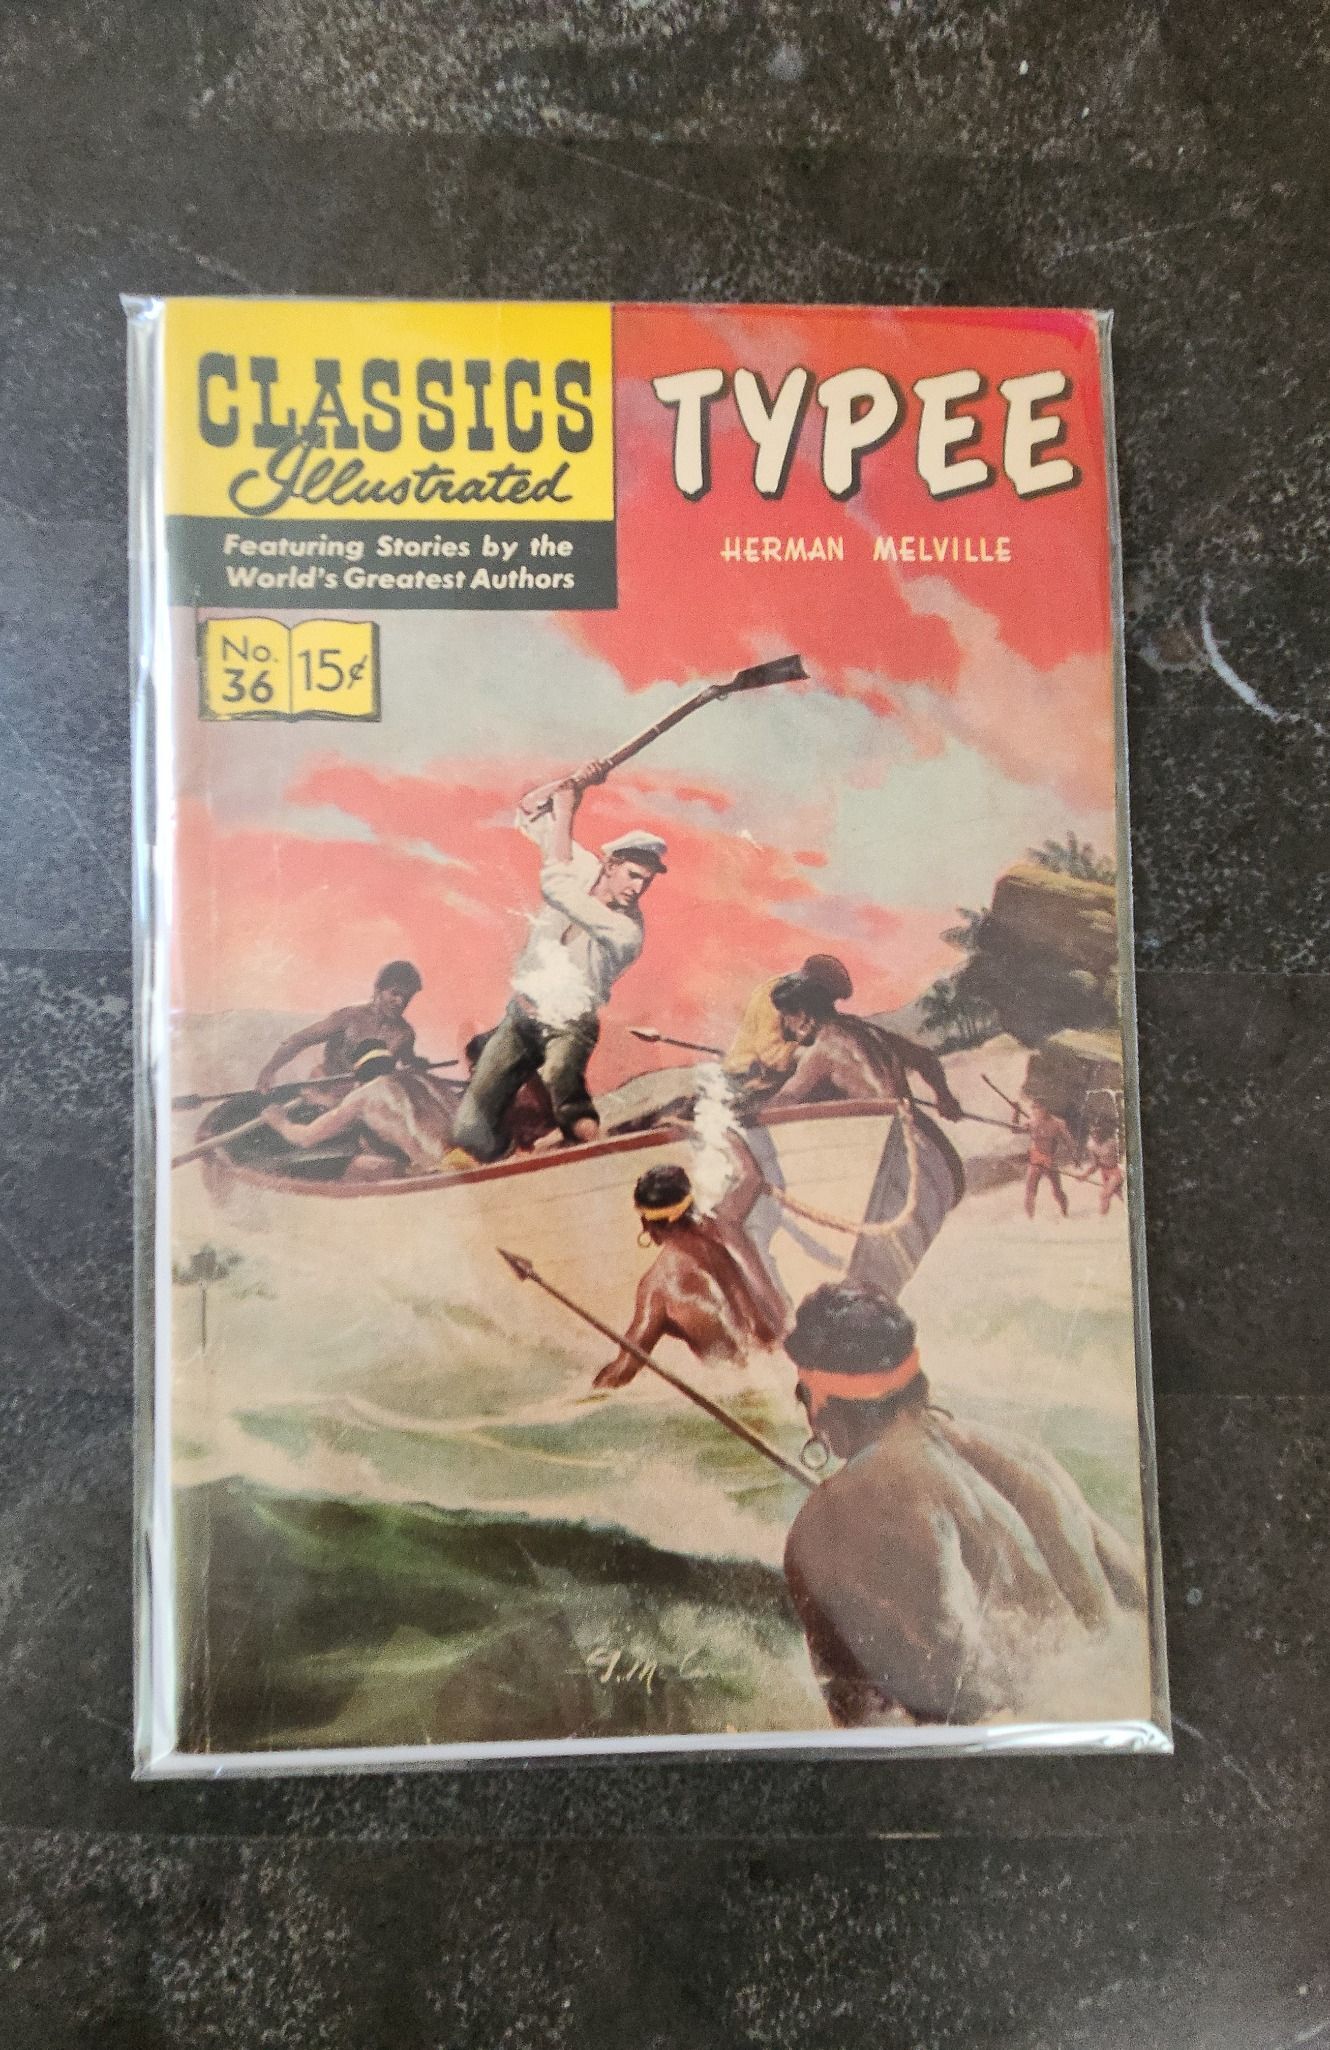 CLASSICS
Illustrated
Featuring Stories by the
World's Greatest Authors
No.
36
15¢
TYPEE
HERMAN MELVILLE